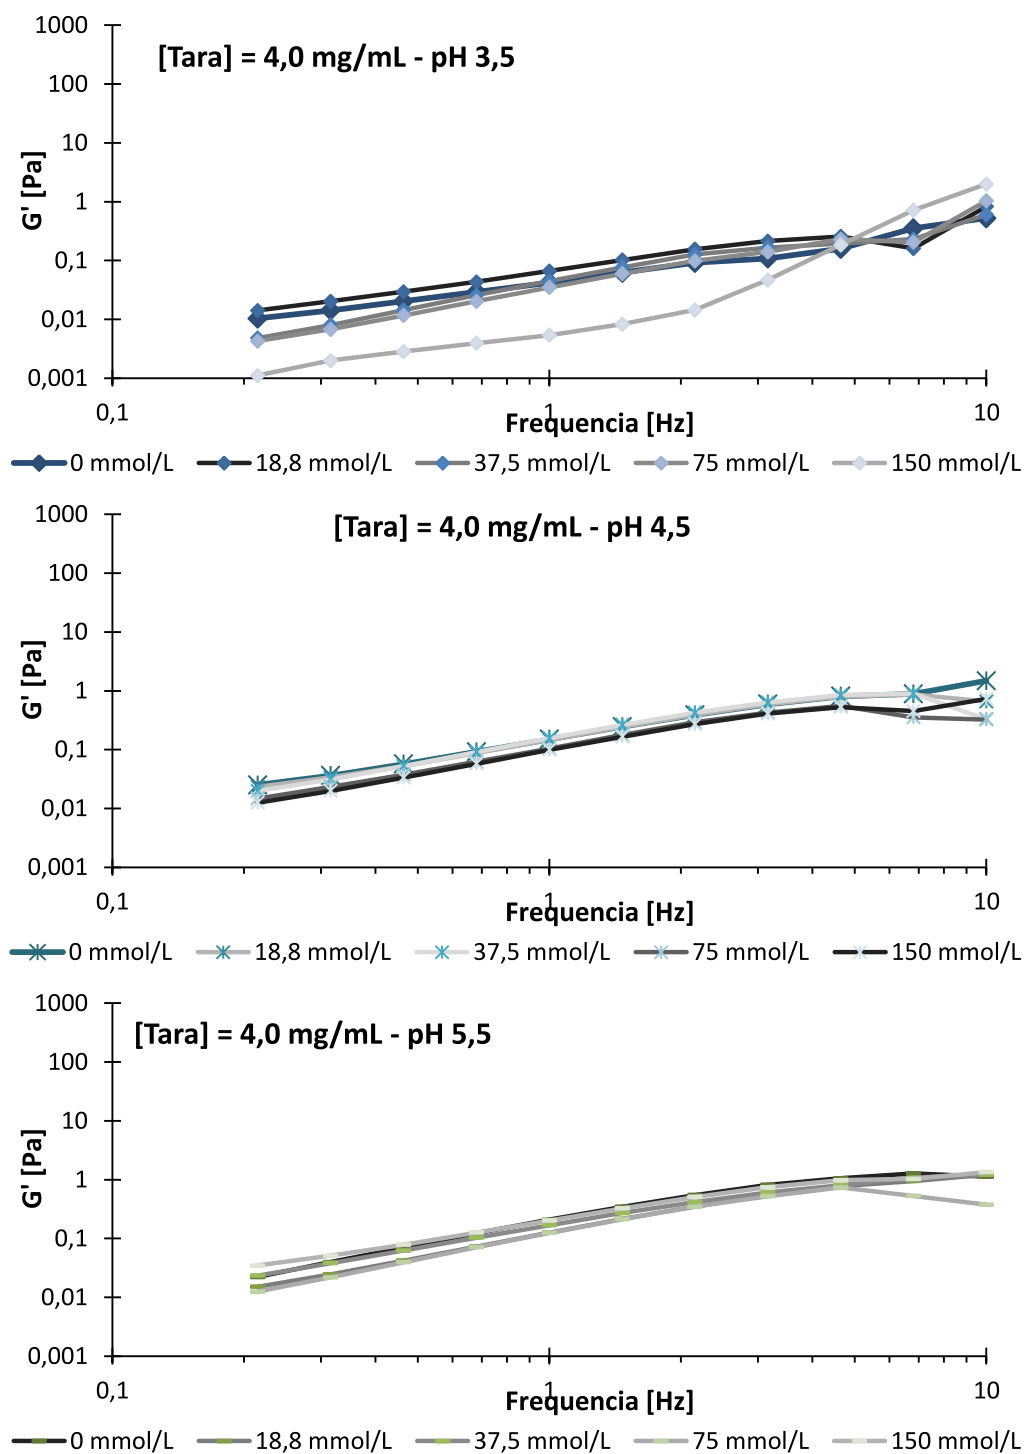 [Tara] = 4,0 mg/mL - pH 3,5
1000
100
10
1
0,1
0,01
0,001
G' [Pa]
0,1
1
10
Frequencia [Hz]
0 mmol/L 18,8 mmol/L 37,5 mmol/L 75 mmol/L 150 mmol/L
[Tara] = 4,0 mg/mL - pH 4,5
1000
100
10
1
0,1
0,01
0,001
G' [Pa]
0,1
1
10
Frequencia [Hz]
0 mmol/L 18,8 mmol/L 37,5 mmol/L 75 mmol/L 150 mmol/L
[Tara] = 4,0 mg/mL - pH 5,5
1000
100
10
1
0,1
0,01
0,001
G' [Pa]
0,1
1
10
Frequencia [Hz]
0 mmol/L 18,8 mmol/L 37,5 mmol/L 75 mmol/L 150 mmol/L